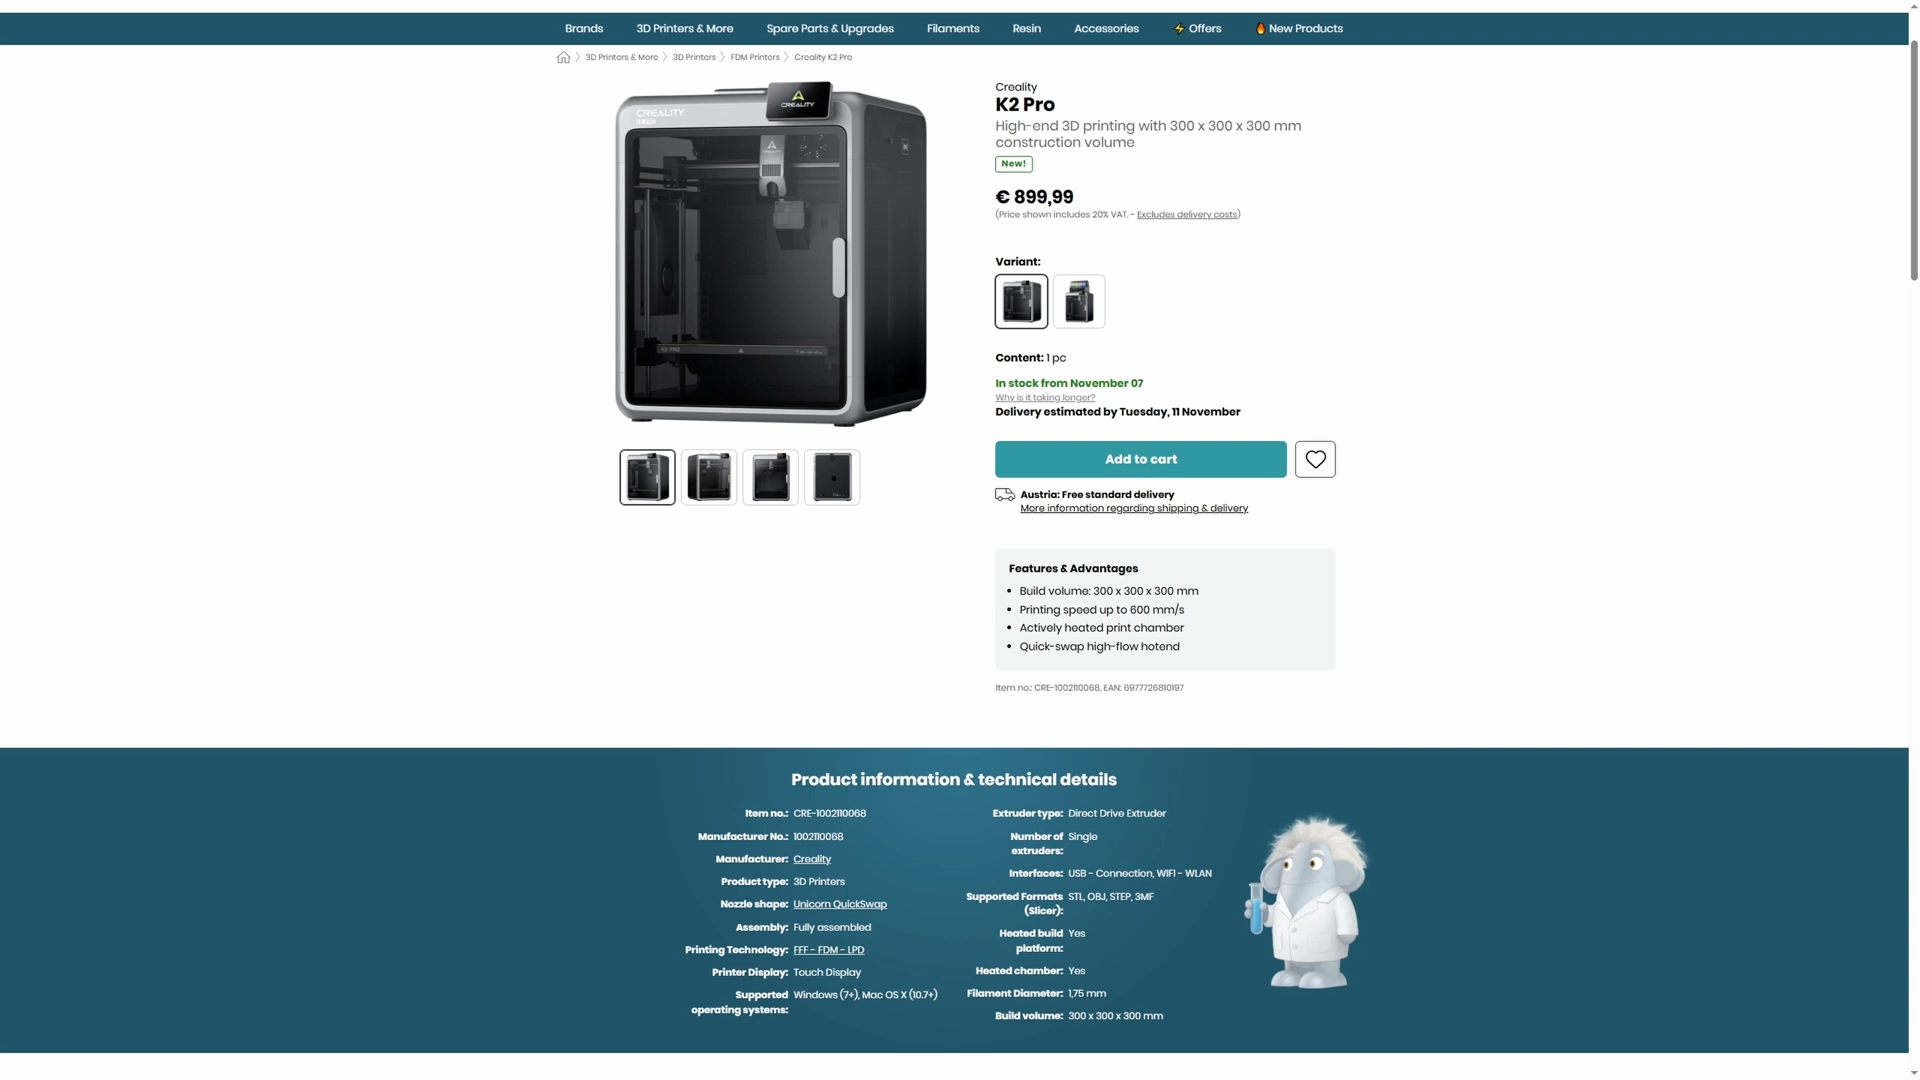 Brands 3D Printers & More Spare Parts & Upgrades Filaments Resin Accessories ⚡ Offers 🔥 New Products
3D Printers & More 3D Printers FDM Printers Creality K2 Pro
CREALITY
CREALITY
K2 PRO
Creality
K2 Pro
High-end 3D printing with 300 x 300 x 300 mm
construction volume
New!
€ 899,99
(Price shown includes 20% VAT. - Excludes delivery costs)
Variant:
Content: 1 pc
In stock from November 07
Why is it taking longer?
Delivery estimated by Tuesday, 11 November
Add to cart
Austria: Free standard delivery
More information regarding shipping & delivery
Features & Advantages
• Build volume: 300 x 300 x 300 mm
• Printing speed up to 600 mm/s
• Actively heated print chamber
• Quick-swap high-flow hotend
Item no.: CRE-1002110068, EAN: 6977726810197
Product information & technical details
Item no.: CRE-1002110068
Manufacturer No.: 1002110068
Manufacturer: Creality
Product type: 3D Printers
Nozzle shape: Unicorn QuickSwap
Assembly: Fully assembled
Printing Technology: FFF - FDM - LPD
Printer Display: Touch Display
Supported Windows (7+), Mac OS X (10.7+)
operating systems:
Extruder type: Direct Drive Extruder
Number of Single
extruders:
Interfaces: USB - Connection, WIFI - WLAN
Supported Formats STL, OBJ, STEP, 3MF
(Slicer):
Heated build Yes
platform:
Heated chamber: Yes
Filament Diameter: 1,75 mm
Build volume: 300 x 300 x 300 mm